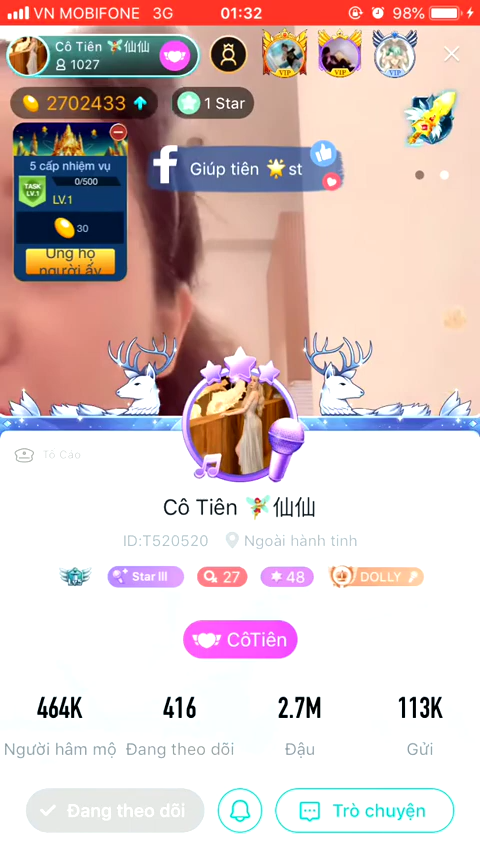 VN MOBIFONE 3G 01:32 98%
Cô Tiên 🧚仙仙
1027
VIP VIP VIP
2702433 1 Star
5 cấp nhiệm vụ
TASK LV.1 0/500
LV.1
30
Ủng hộ
người ấy
Giúp tiên 🌟st
Tố Cáo
Cô Tiên 🧚仙仙
ID:T520520 Ngoài hành tinh
Star III 27 48 DOLLY
CôTiên
464K 416 2.7M 113K
Người hâm mộ Đang theo dõi Đậu Gửi
Đang theo dõi Trò chuyện